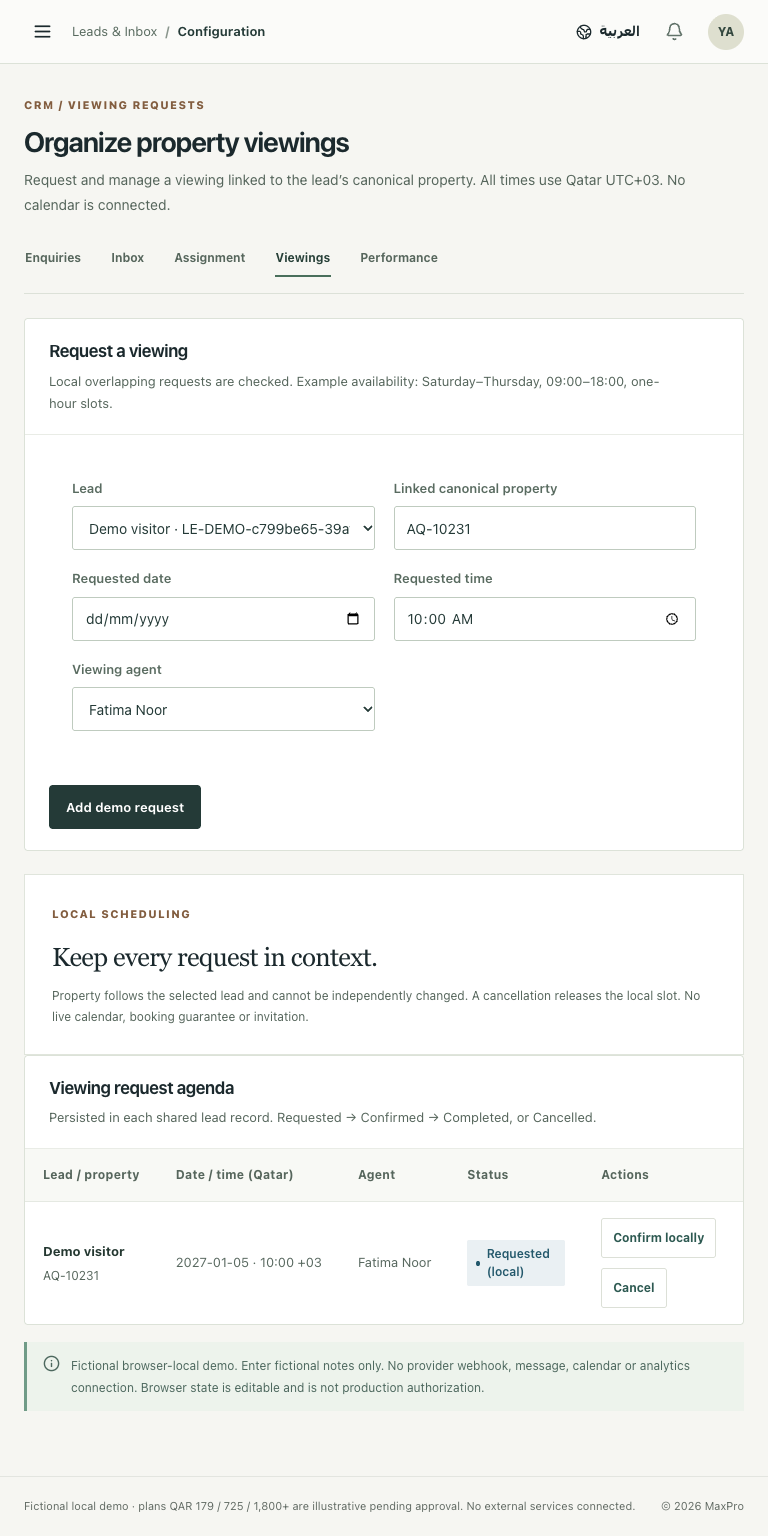 Leads & Inbox / Configuration
العربية
YA
CRM / VIEWING REQUESTS
Organize property viewings
Request and manage a viewing linked to the lead’s canonical property. All times use Qatar UTC+03. No
calendar is connected.
Enquiries Inbox Assignment Viewings Performance
Request a viewing
Local overlapping requests are checked. Example availability: Saturday–Thursday, 09:00–18:00, one-
hour slots.
Lead Linked canonical property
Demo visitor · LE-DEMO-c799be65-39a AQ-10231
Requested date Requested time
dd/mm/yyyy 10:00 AM
Viewing agent
Fatima Noor
Add demo request
LOCAL SCHEDULING
Keep every request in context.
Property follows the selected lead and cannot be independently changed. A cancellation releases the local slot. No
live calendar, booking guarantee or invitation.
Viewing request agenda
Persisted in each shared lead record. Requested → Confirmed → Completed, or Cancelled.
Lead / property Date / time (Qatar) Agent Status Actions
Demo visitor
AQ-10231
2027-01-05 · 10:00 +03
Fatima Noor
Requested
(local)
Confirm locally
Cancel
Fictional browser-local demo. Enter fictional notes only. No provider webhook, message, calendar or analytics
connection. Browser state is editable and is not production authorization.
Fictional local demo · plans QAR 179 / 725 / 1,800+ are illustrative pending approval. No external services connected. © 2026 MaxPro